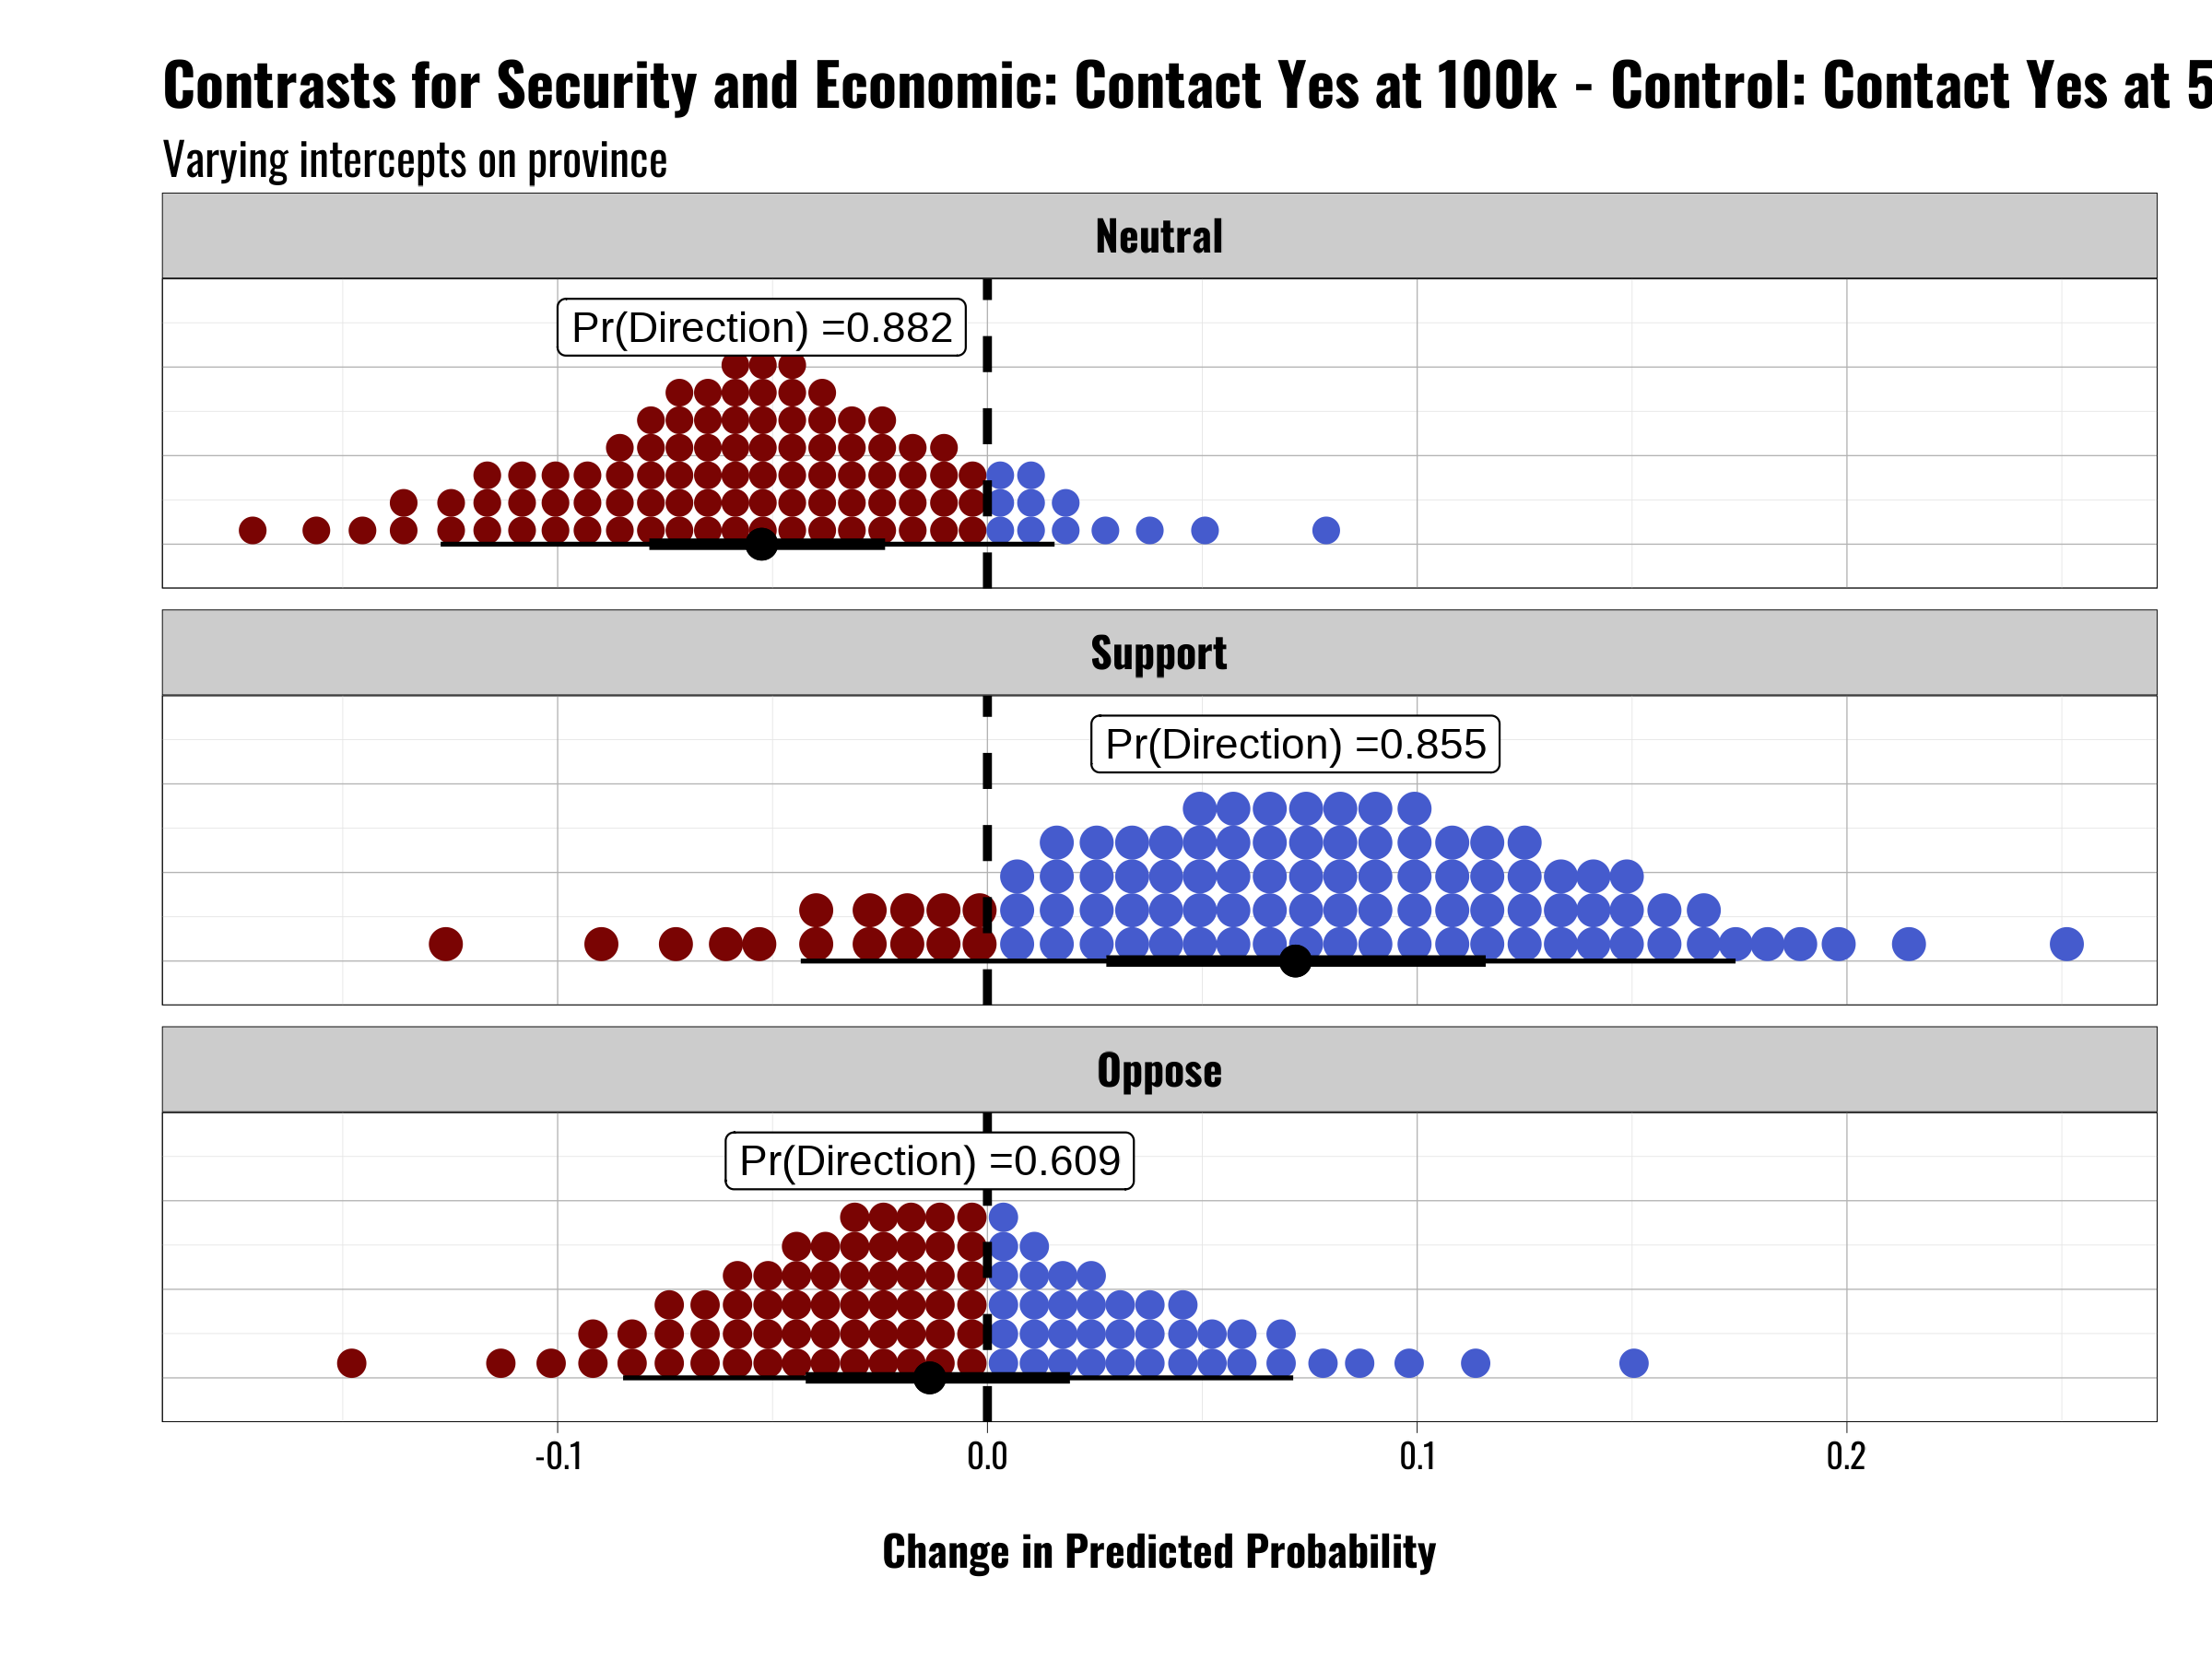 Contrasts for Security and Economic: Contact Yes at 100k - Control: Contact Yes at 5
Varying intercepts on province
Neutral
Pr(Direction) =0.882
Support
Pr(Direction) =0.855
Oppose
Pr(Direction) =0.609
-0.1 0.0 0.1 0.2
Change in Predicted Probability